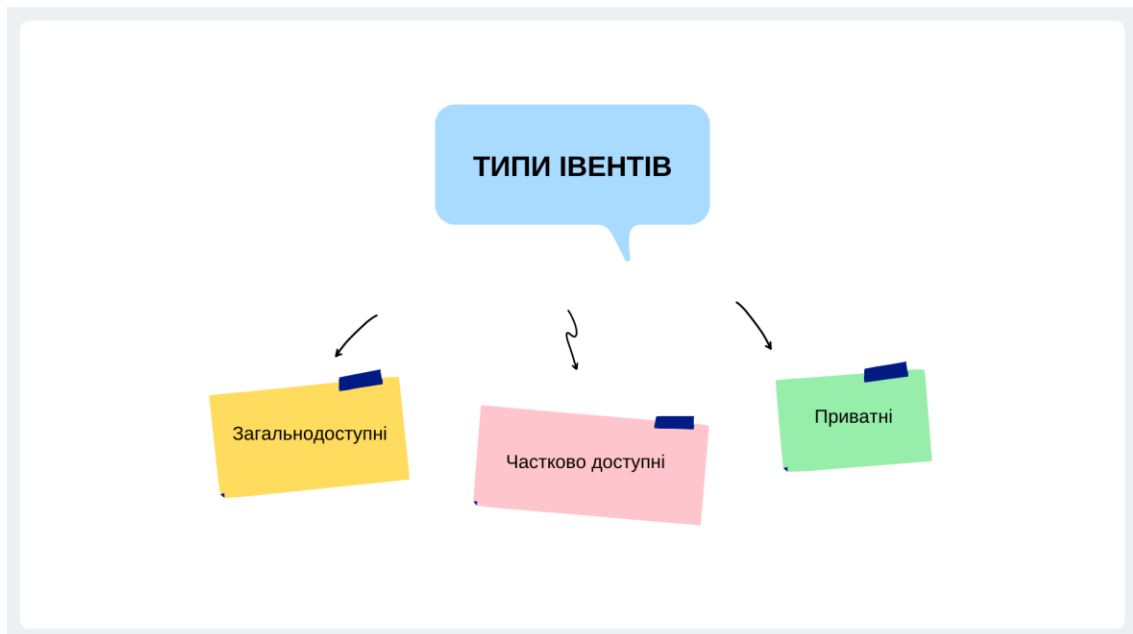 ТИПИ ІВЕНТІВ
Загальнодоступні
Частково доступні
Приватні